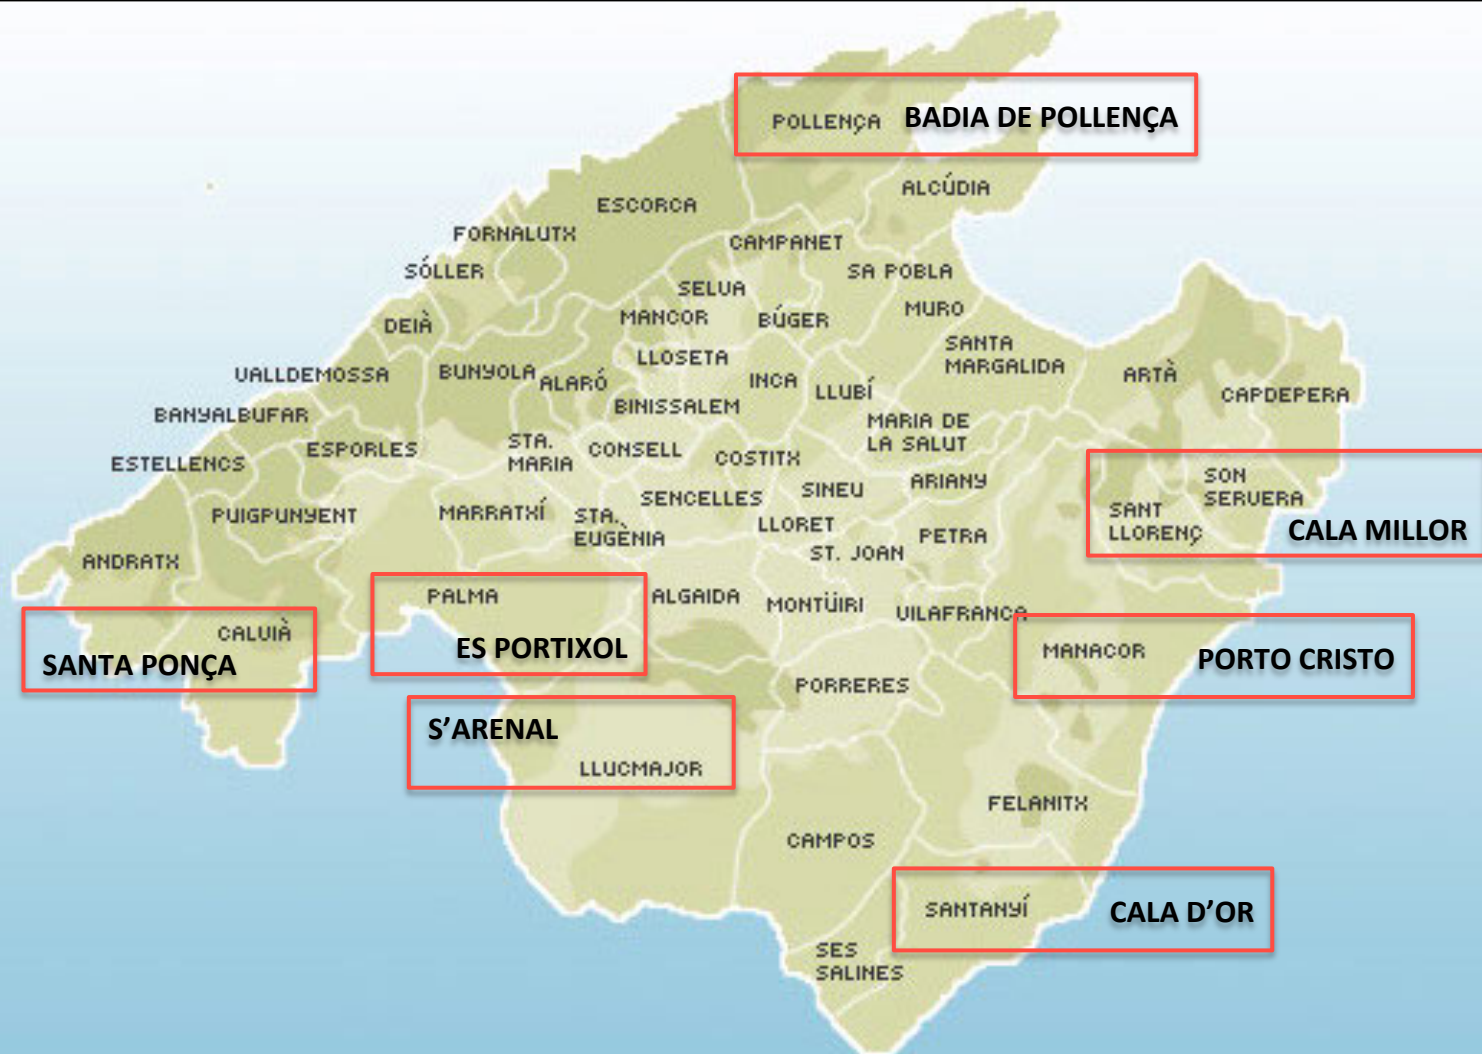 POLLENÇA BADIA DE POLLENÇA
ALCÚDIA
ESCORCA
FORNALUTX
CAMPANET
SÓLLER
SA POBLA
SELVA
MURO
MANCOR
BÚGER
DEIÀ
SANTA
MARGALIDA
LLOSETA
VALLDEMOSSA
BUNYOLA
ALARÓ
INCA
LLUBÍ
ARTÀ
CAPDEPERA
BINISSALEM
BANYALBUFAR
MARIA DE
LA SALUT
ESPORLES
STA.
MARIA
CONSELL
COSTITX
ESTELLENCS
SENCELLES
SINEU
ARIANY
SON
SERVERA
SANT
LLORENÇ
CALA MILLOR
PUIGPUNYENT
MARRATXÍ
STA.
EUGÈNIA
LLORET
ST. JOAN
PETRA
ANDRATX
PALMA
ES PORTIXOL
ALGAIDA
MONTÜIRI
VILAFRANCA
CALVIÀ
SANTA PONÇA
MANACOR PORTO CRISTO
PORRERES
S’ARENAL
LLUCMAJOR
FELANITX
CAMPOS
SANTANYÍ CALA D’OR
SES
SALINES